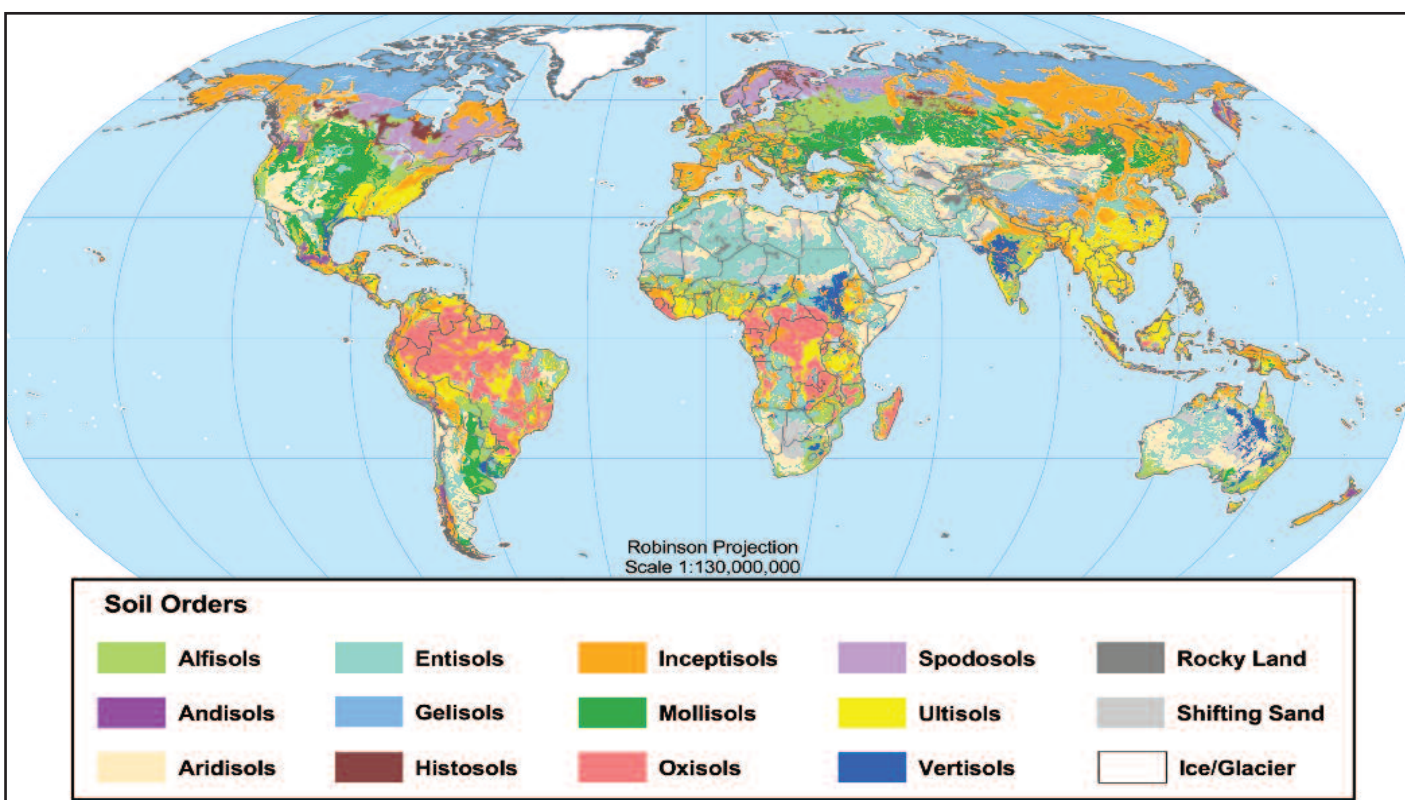 Robinson Projection
Scale 1:130,000,000
Soil Orders
Alfisols Entisols Inceptisols Spodosols Rocky Land
Andisols Gelisols Mollisols Ultisols Shifting Sand
Aridisols Histosols Oxisols Vertisols Ice/Glacier